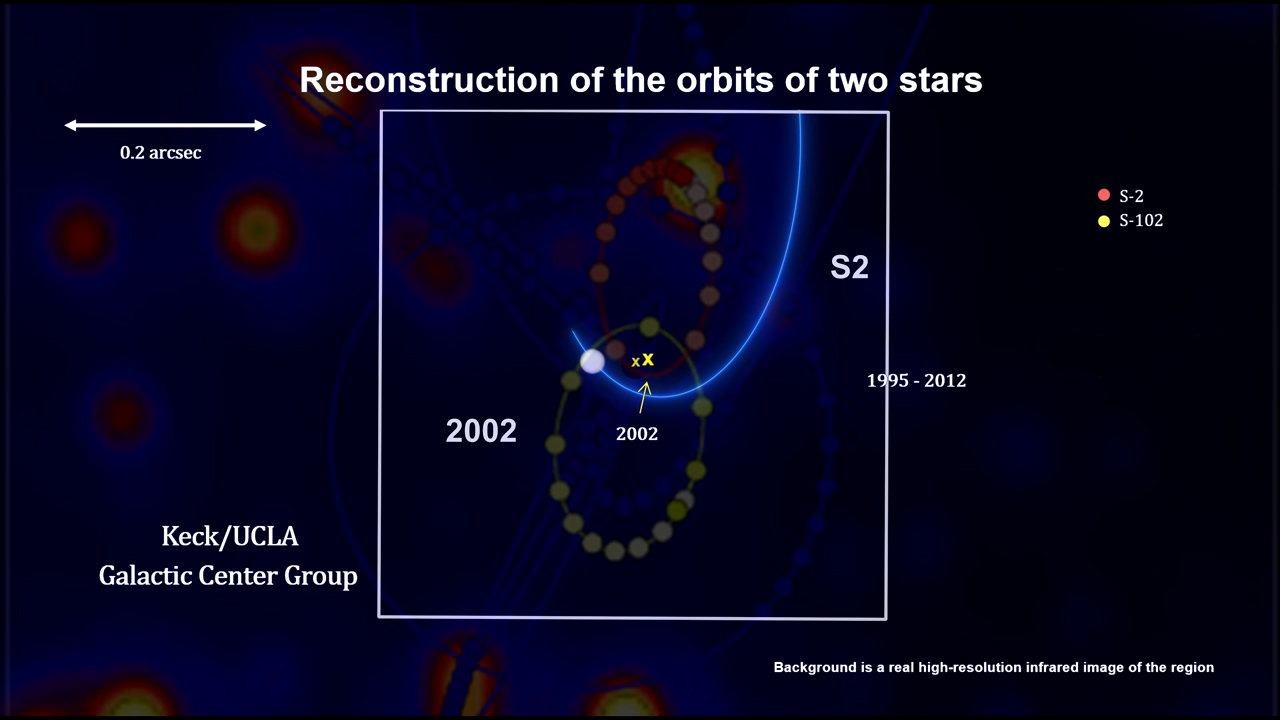 Reconstruction of the orbits of two stars
0.2 arcsec
S-2
S-102
S2
x X
1995 - 2012
2002
2002
Keck/UCLA
Galactic Center Group
Background is a real high-resolution infrared image of the region